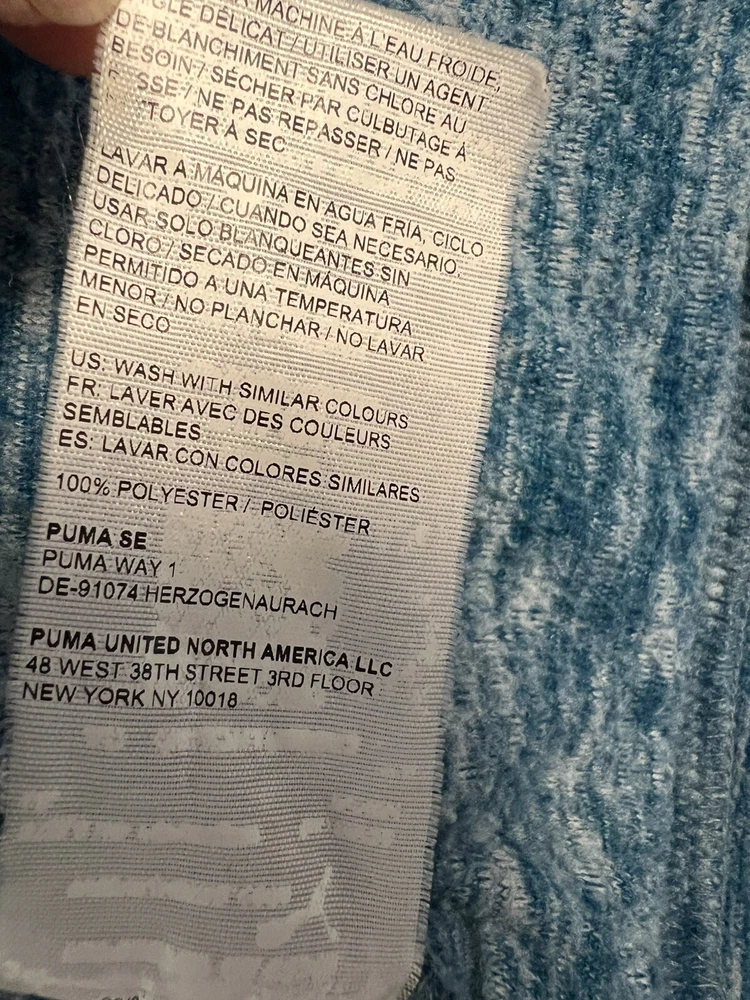 MACHINE À L'EAU FROIDE,
DÉLICAT / UTILISER UN AGENT
DE BLANCHIMENT SANS CHLORE AU
BESOIN / SÉCHER PAR CULBUTAGE À
/ NE PAS REPASSER / NE PAS
À SEC
LAVAR A MÁQUINA EN AGUA FRÍA, CICLO
DELICADO / CUANDO SEA NECESARIO,
USAR SOLO BLANQUEANTES SIN
CLORO / SECADO EN MÁQUINA
PERMITIDO A UNA TEMPERATURA
MENOR / NO PLANCHAR / NO LAVAR
EN SECO
US: WASH WITH SIMILAR COLOURS
FR: LAVER AVEC DES COULEURS
SEMBLABLES
ES: LAVAR CON COLORES SIMILARES
100% POLYESTER / POLIÉSTER
PUMA SE
PUMA WAY 1
DE-91074 HERZOGENAURACH
PUMA UNITED NORTH AMERICA LLC
48 WEST 38TH STREET 3RD FLOOR
NEW YORK NY 10018